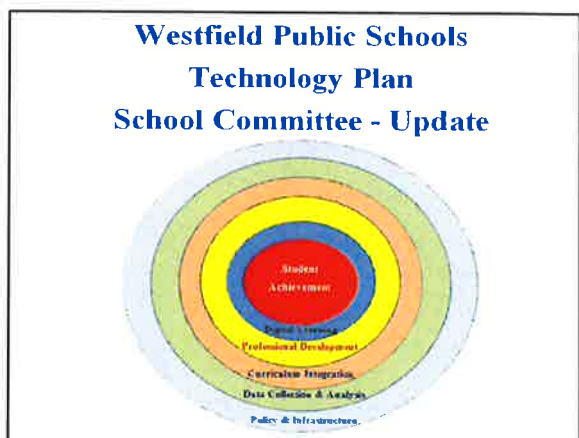 Westfield Public Schools
Technology Plan
School Committee - Update
Student
Achievement
Digital Learning
Professional Development
Curriculum Integration,
Data Collection & Analysis,
Policy & Infrastructure,